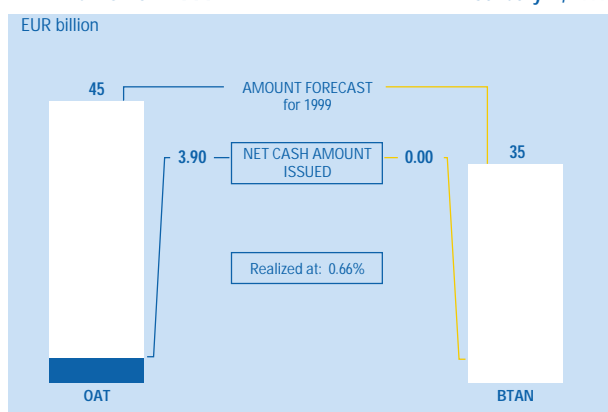 EUR billion
45
AMOUNT FORECAST
for 1999
3.90
NET CASH AMOUNT
ISSUED
0.00
35
Realized at: 0.66%
OAT
BTAN